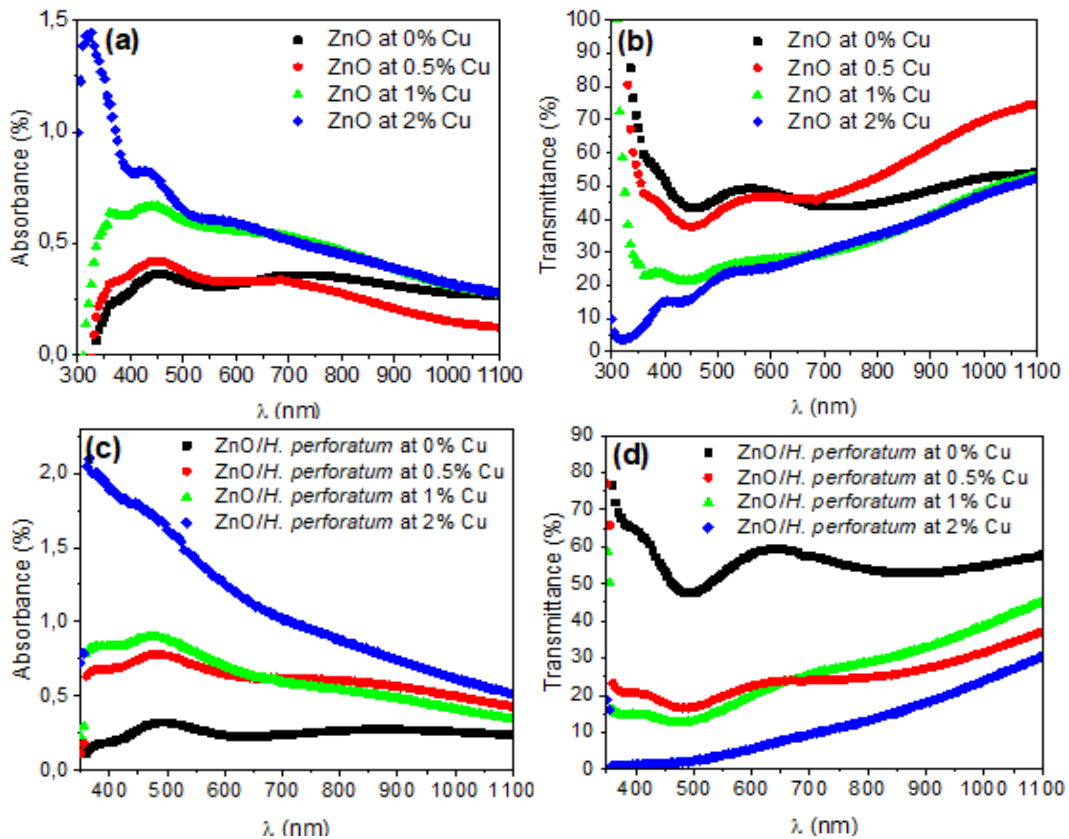 (a)
ZnO at 0% Cu
ZnO at 0.5% Cu
ZnO at 1% Cu
ZnO at 2% Cu
Absorbance (%)
1,5
1,0
0,5
0,0
300 400 500 600 700 800 900 1000 1100
λ (nm)
(b)
ZnO at 0% Cu
ZnO at 0.5 Cu
ZnO at 1% Cu
ZnO at 2% Cu
Transmittance (%)
100
90
80
70
60
50
40
30
20
10
0
300 400 500 600 700 800 900 1000 1100
λ (nm)
(c)
ZnO/H. perforatum at 0% Cu
ZnO/H. perforatum at 0.5% Cu
ZnO/H. perforatum at 1% Cu
ZnO/H. perforatum at 2% Cu
Absorbance (%)
2,0
1,5
1,0
0,5
0,0
400 500 600 700 800 900 1000 1100
λ (nm)
(d)
ZnO/H. perforatum at 0% Cu
ZnO/H. perforatum at 0.5% Cu
ZnO/H. perforatum at 1% Cu
ZnO/H. perforatum at 2% Cu
Transmittance (%)
90
80
70
60
50
40
30
20
10
0
400 500 600 700 800 900 1000 1100
λ (nm)